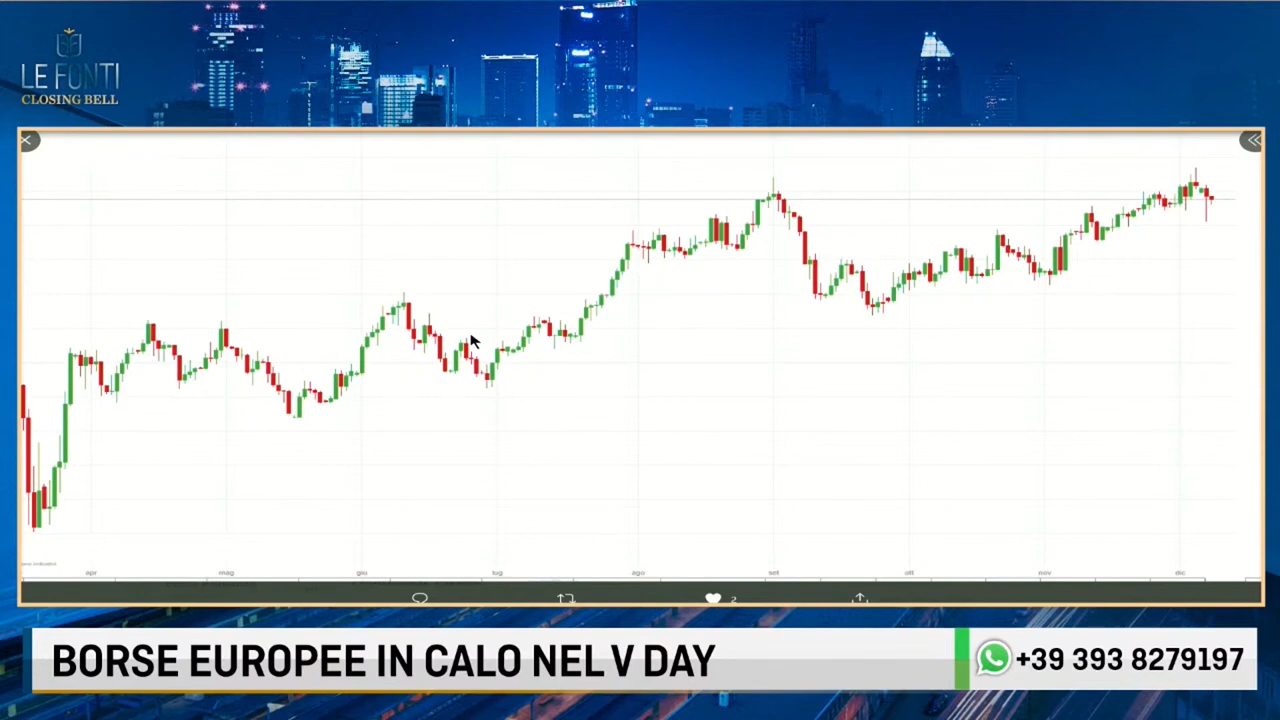 LE FONTI
CLOSING BELL
apr mag giu lug ago set ott nov dic
2
BORSE EUROPEE IN CALO NEL V DAY
+39 393 8279197